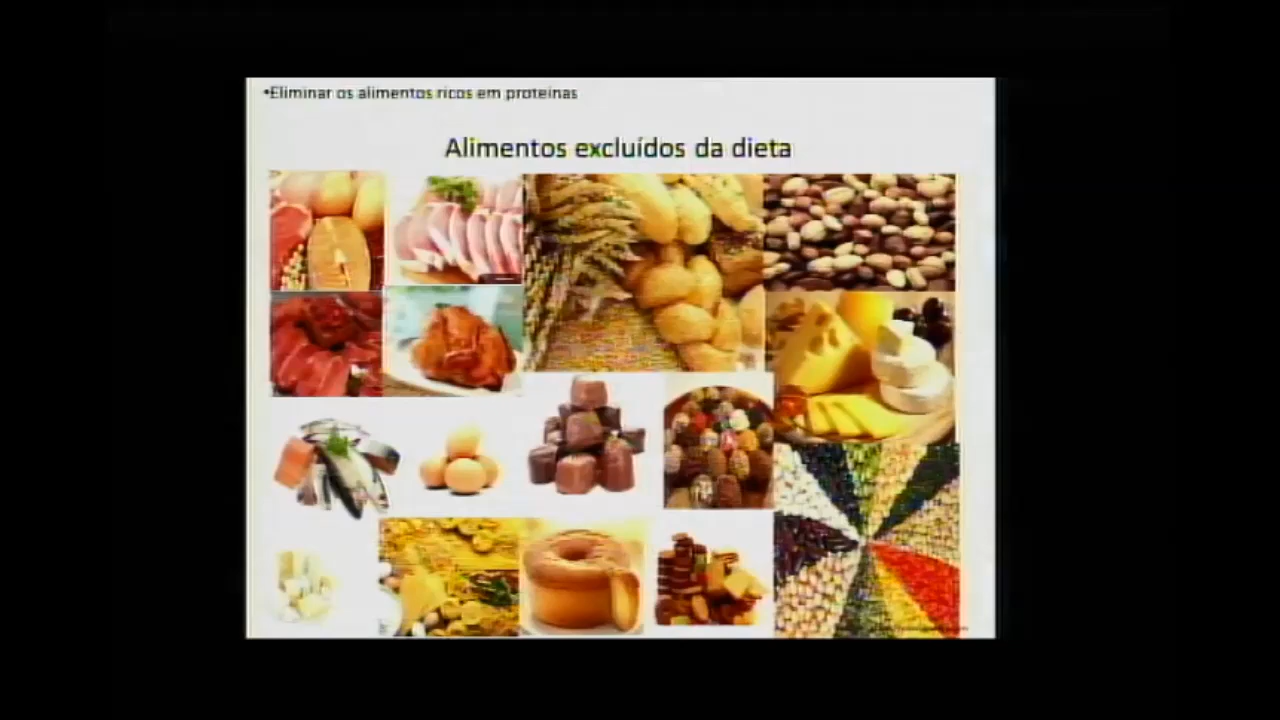 •Eliminar os alimentos ricos em proteínas
Alimentos excluídos da dieta